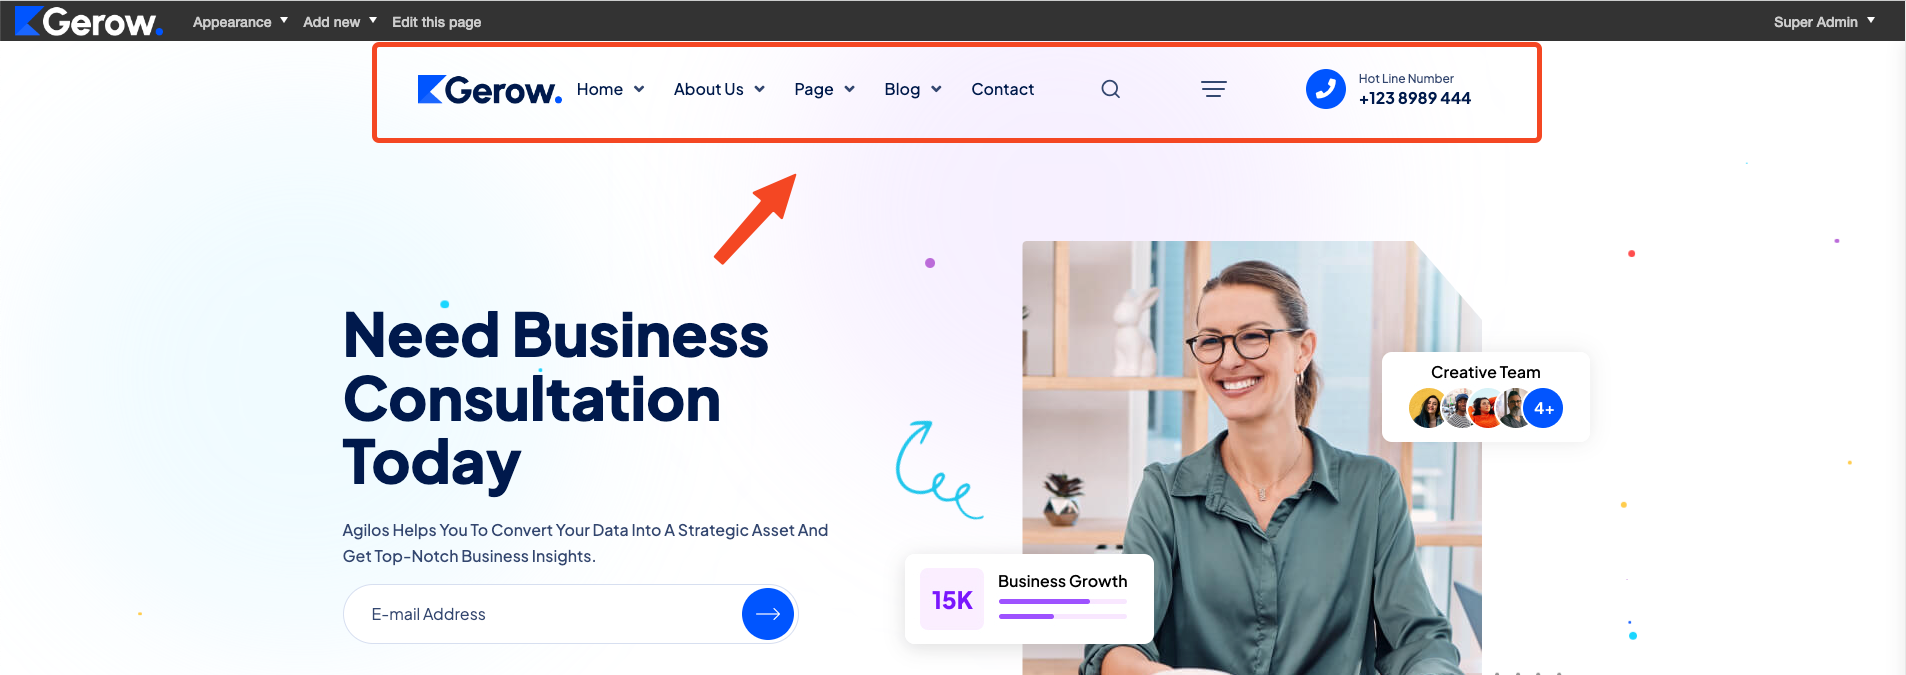 Gerow.
Appearance Add new Edit this page Super Admin
Gerow. Home About Us Page Blog Contact
Hot Line Number
+123 8989 444
Need Business
Consultation
Today
Agilos Helps You To Convert Your Data Into A Strategic Asset And
Get Top-Notch Business Insights.
E-mail Address
Creative Team
4+
15K
Business Growth